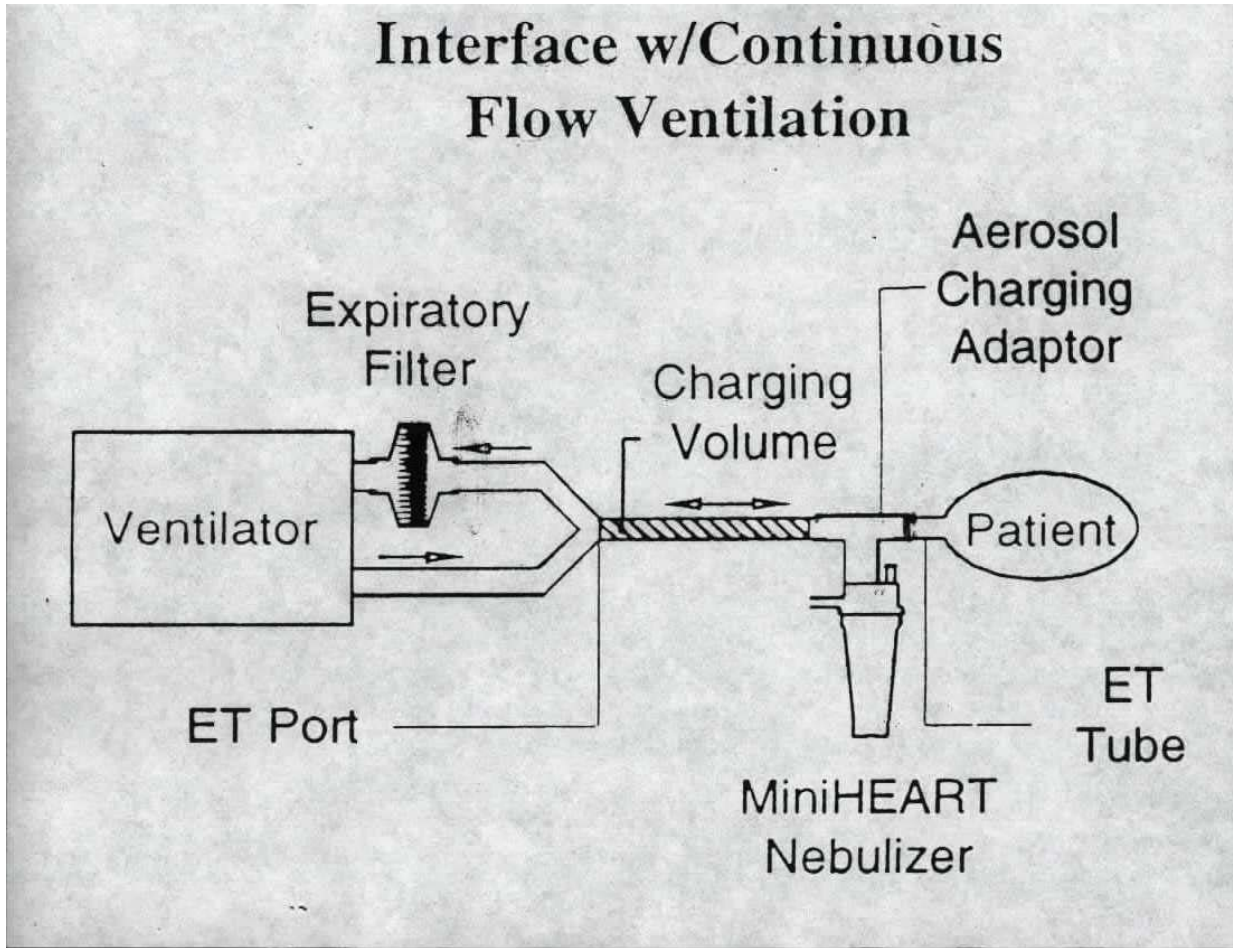 Interface w/Continuous
Flow Ventilation
Aerosol
Charging
Adaptor
Expiratory
Filter
Charging
Volume
Ventilator
Patient
ET Port
ET
Tube
MiniHEART
Nebulizer